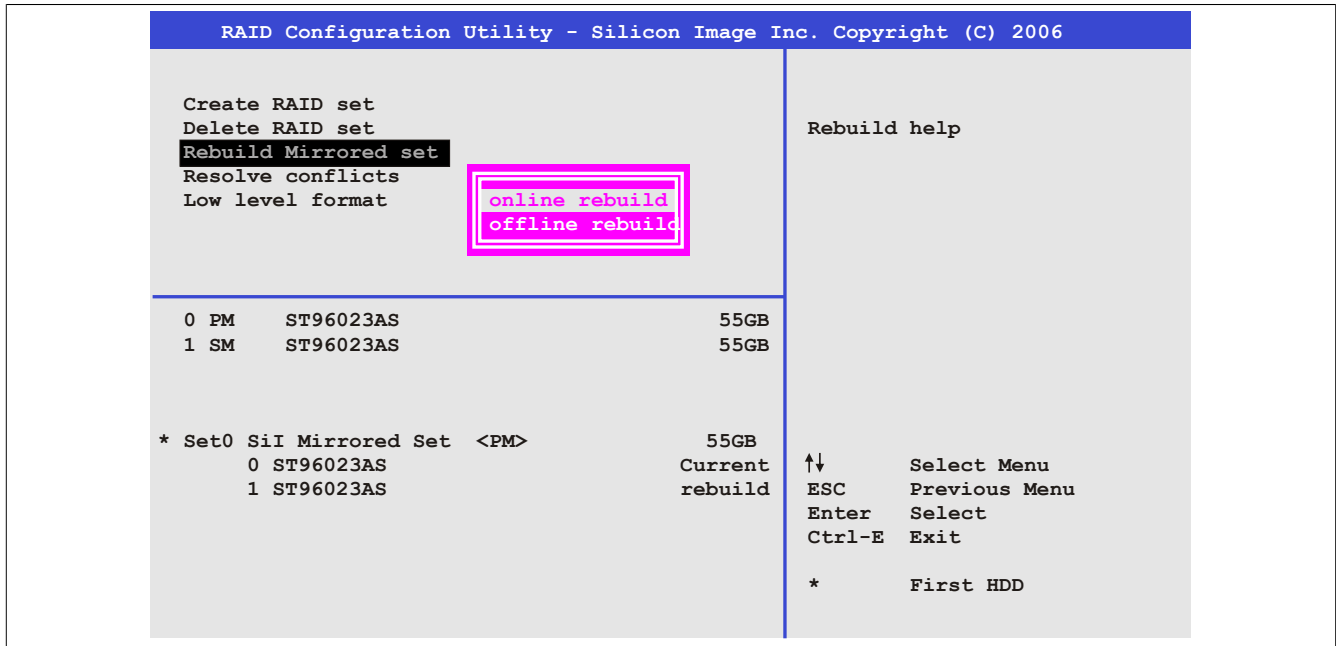 RAID Configuration Utility - Silicon Image Inc. Copyright (C) 2006
Create RAID set
Delete RAID set
Rebuild Mirrored set
Resolve conflicts
Low level format
online rebuild
offline rebuild
Rebuild help
0 PM ST96023AS 55GB
1 SM ST96023AS 55GB
* Set0 SiI Mirrored Set <PM> 55GB
0 ST96023AS Current
1 ST96023AS rebuild
↑↓ Select Menu
ESC Previous Menu
Enter Select
Ctrl-E Exit
* First HDD